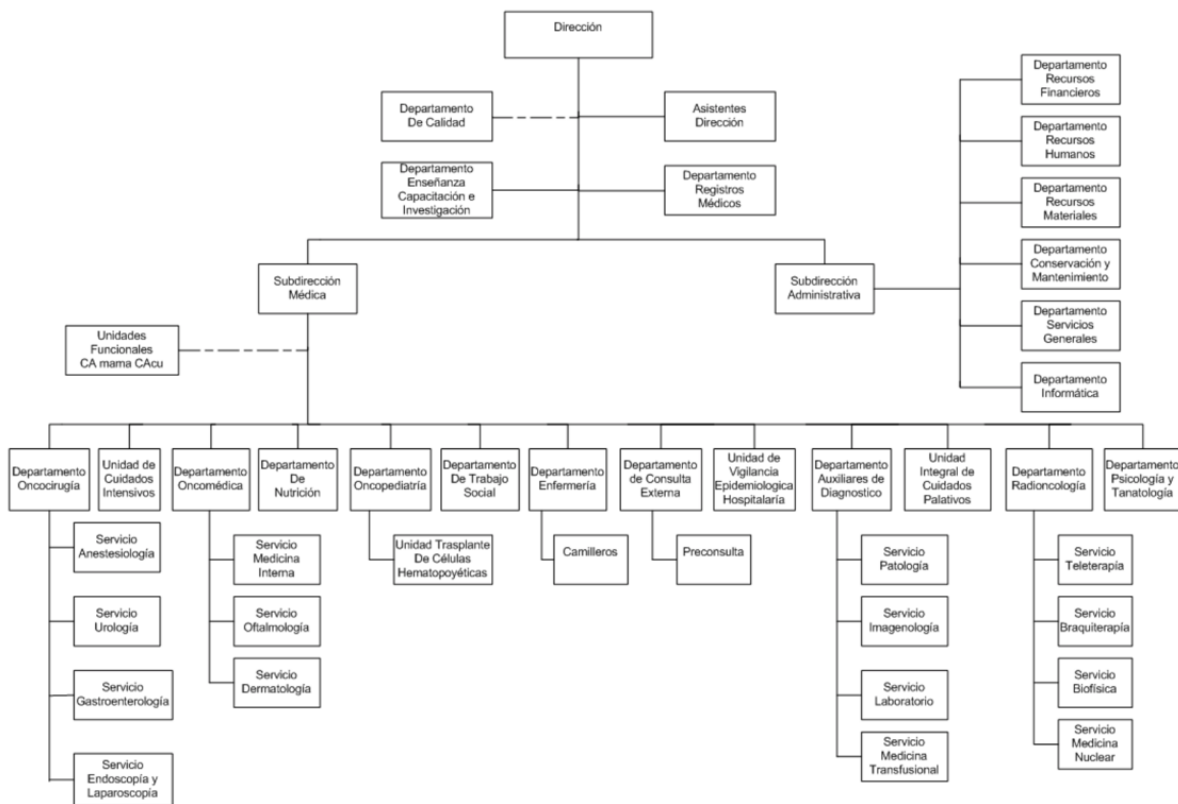 Dirección
Departamento
De Calidad
Asistentes
Dirección
Departamento
Enseñanza
Capacitación e
Investigación
Departamento
Registros
Médicos
Departamento
Recursos
Financieros
Departamento
Recursos
Humanos
Departamento
Recursos
Materiales
Departamento
Conservación y
Mantenimiento
Departamento
Servicios
Generales
Departamento
Informática
Subdirección
Médica
Subdirección
Administrativa
Unidades
Funcionales
CA mama CAcu
Departamento
Oncocirugía
Unidad de
Cuidados
Intensivos
Departamento
Oncomédica
Departamento
De
Nutrición
Departamento
Oncopediatría
Departamento
De Trabajo
Social
Departamento
Enfermería
Departamento
de Consulta
Externa
Unidad de
Vigilancia
Epidemiologica
Hospitalaría
Departamento
Auxiliares de
Diagnostico
Unidad
Integral de
Cuidados
Palativos
Departamento
Radioncología
Departamento
Psicología y
Tanatología
Servicio
Anestesiología
Servicio
Urología
Servicio
Gastroenterología
Servicio
Endoscopía y
Laparoscopía
Servicio
Medicina
Interna
Servicio
Oftalmología
Servicio
Dermatología
Unidad Trasplante
De Células
Hematopoyéticas
Camilleros
Preconsulta
Servicio
Patología
Servicio
Imagenología
Servicio
Laboratorio
Servicio
Medicina
Transfusional
Servicio
Teleterapía
Servicio
Braquiterapía
Servicio
Biofísica
Servicio
Medicina
Nuclear